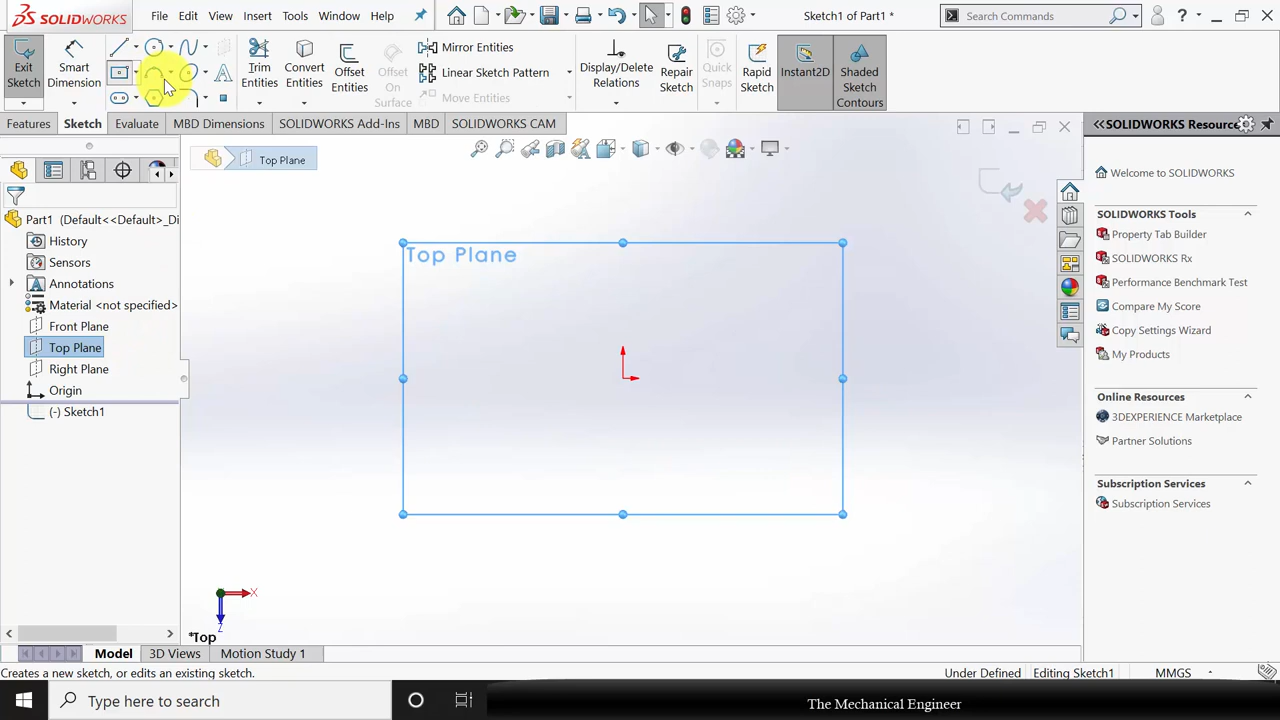 SOLIDWORKS File Edit View Insert Tools Window Help Sketch1 of Part1 * Search Commands ?
Exit Sketch
Smart Dimension
Trim Entities
Convert Entities
Offset Entities
Offset On Surface
Mirror Entities
Linear Sketch Pattern
Move Entities
Display/Delete Relations
Repair Sketch
Quick Snaps
Rapid Sketch
Instant2D
Shaded Sketch Contours
Features Sketch Evaluate MBD Dimensions SOLIDWORKS Add-Ins MBD SOLIDWORKS CAM
SOLIDWORKS Resourc
Top Plane
Part1 (Default<<Default>_Di
History
Sensors
Annotations
Material <not specified>
Front Plane
Top Plane
Right Plane
Origin
(-) Sketch1
Top Plane
X
Z
*Top
Welcome to SOLIDWORKS
SOLIDWORKS Tools
Property Tab Builder
SOLIDWORKS Rx
Performance Benchmark Test
Compare My Score
Copy Settings Wizard
My Products
Online Resources
3DEXPERIENCE Marketplace
Partner Solutions
Subscription Services
Subscription Services
Model 3D Views Motion Study 1
Creates a new sketch, or edits an existing sketch. Under Defined Editing Sketch1 MMGS
Type here to search
The Mechanical Engineer